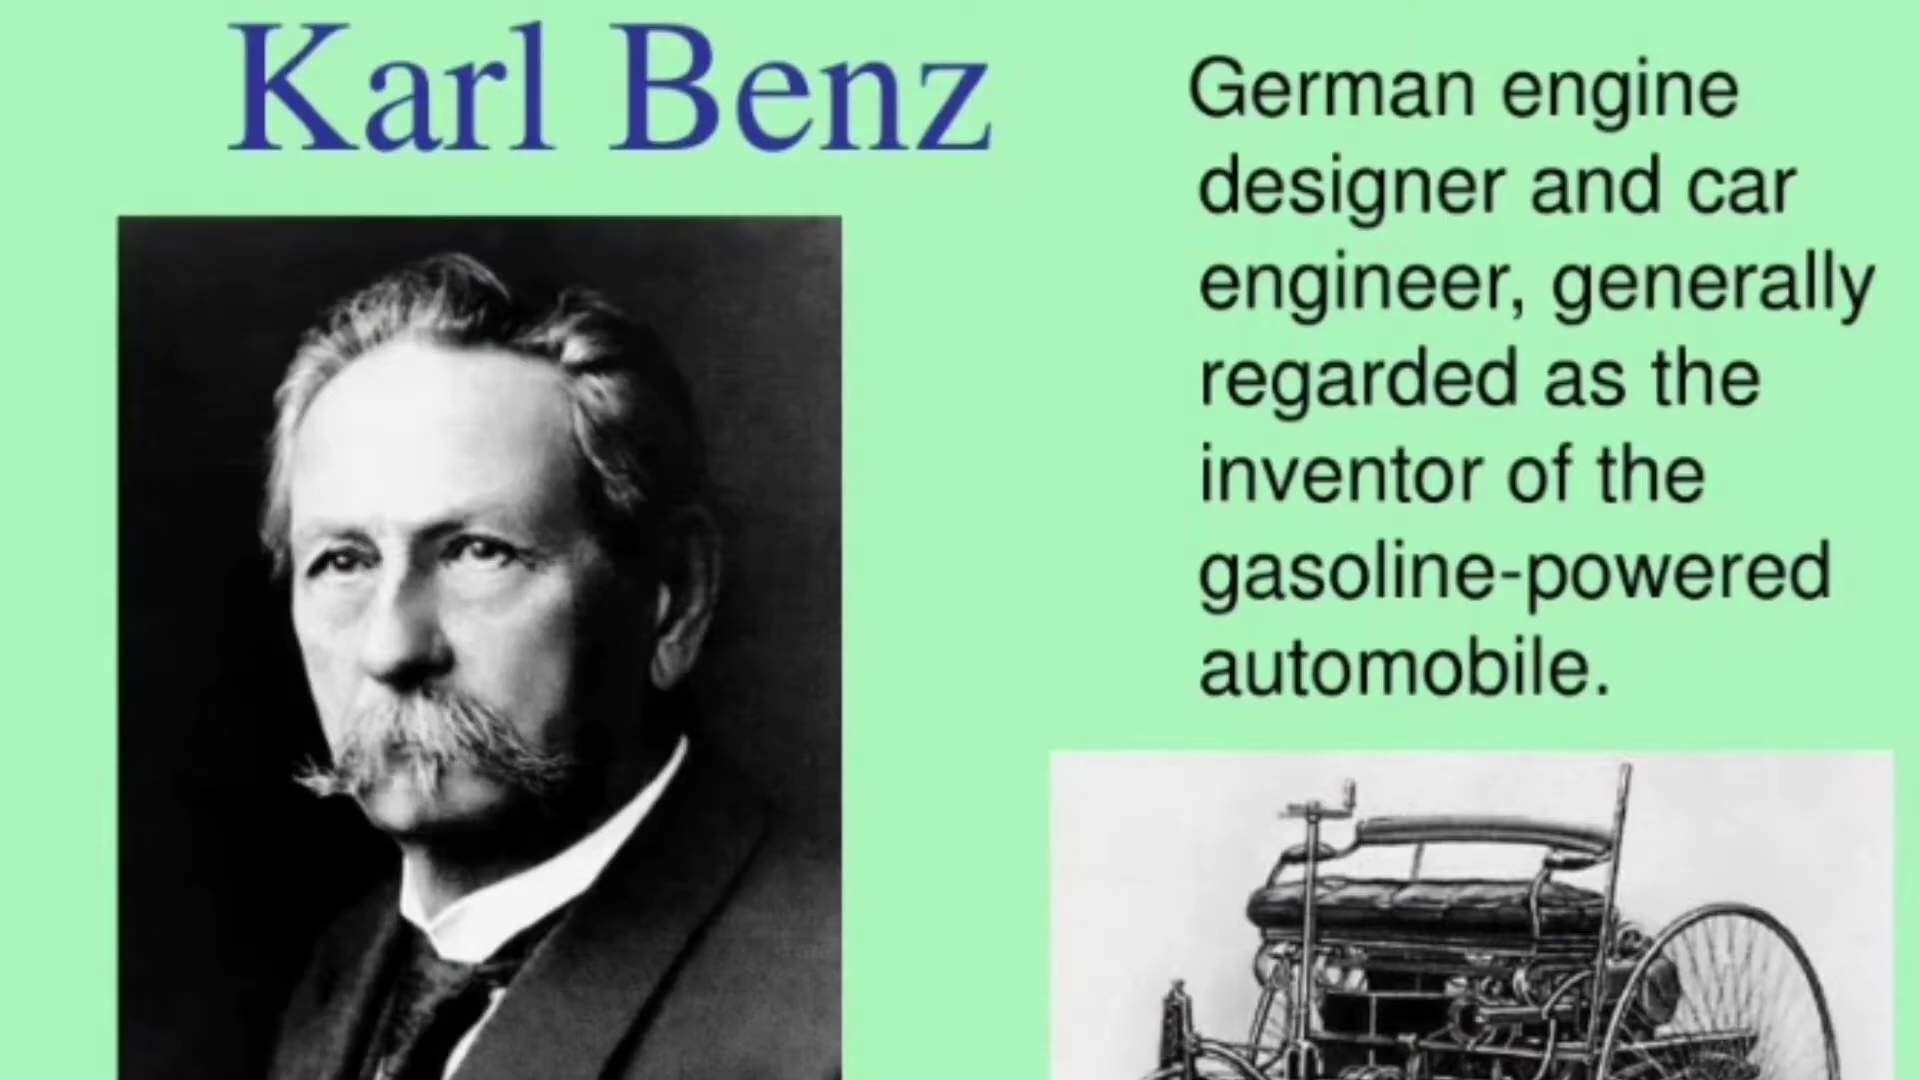 Karl Benz
German engine
designer and car
engineer, generally
regarded as the
inventor of the
gasoline-powered
automobile.